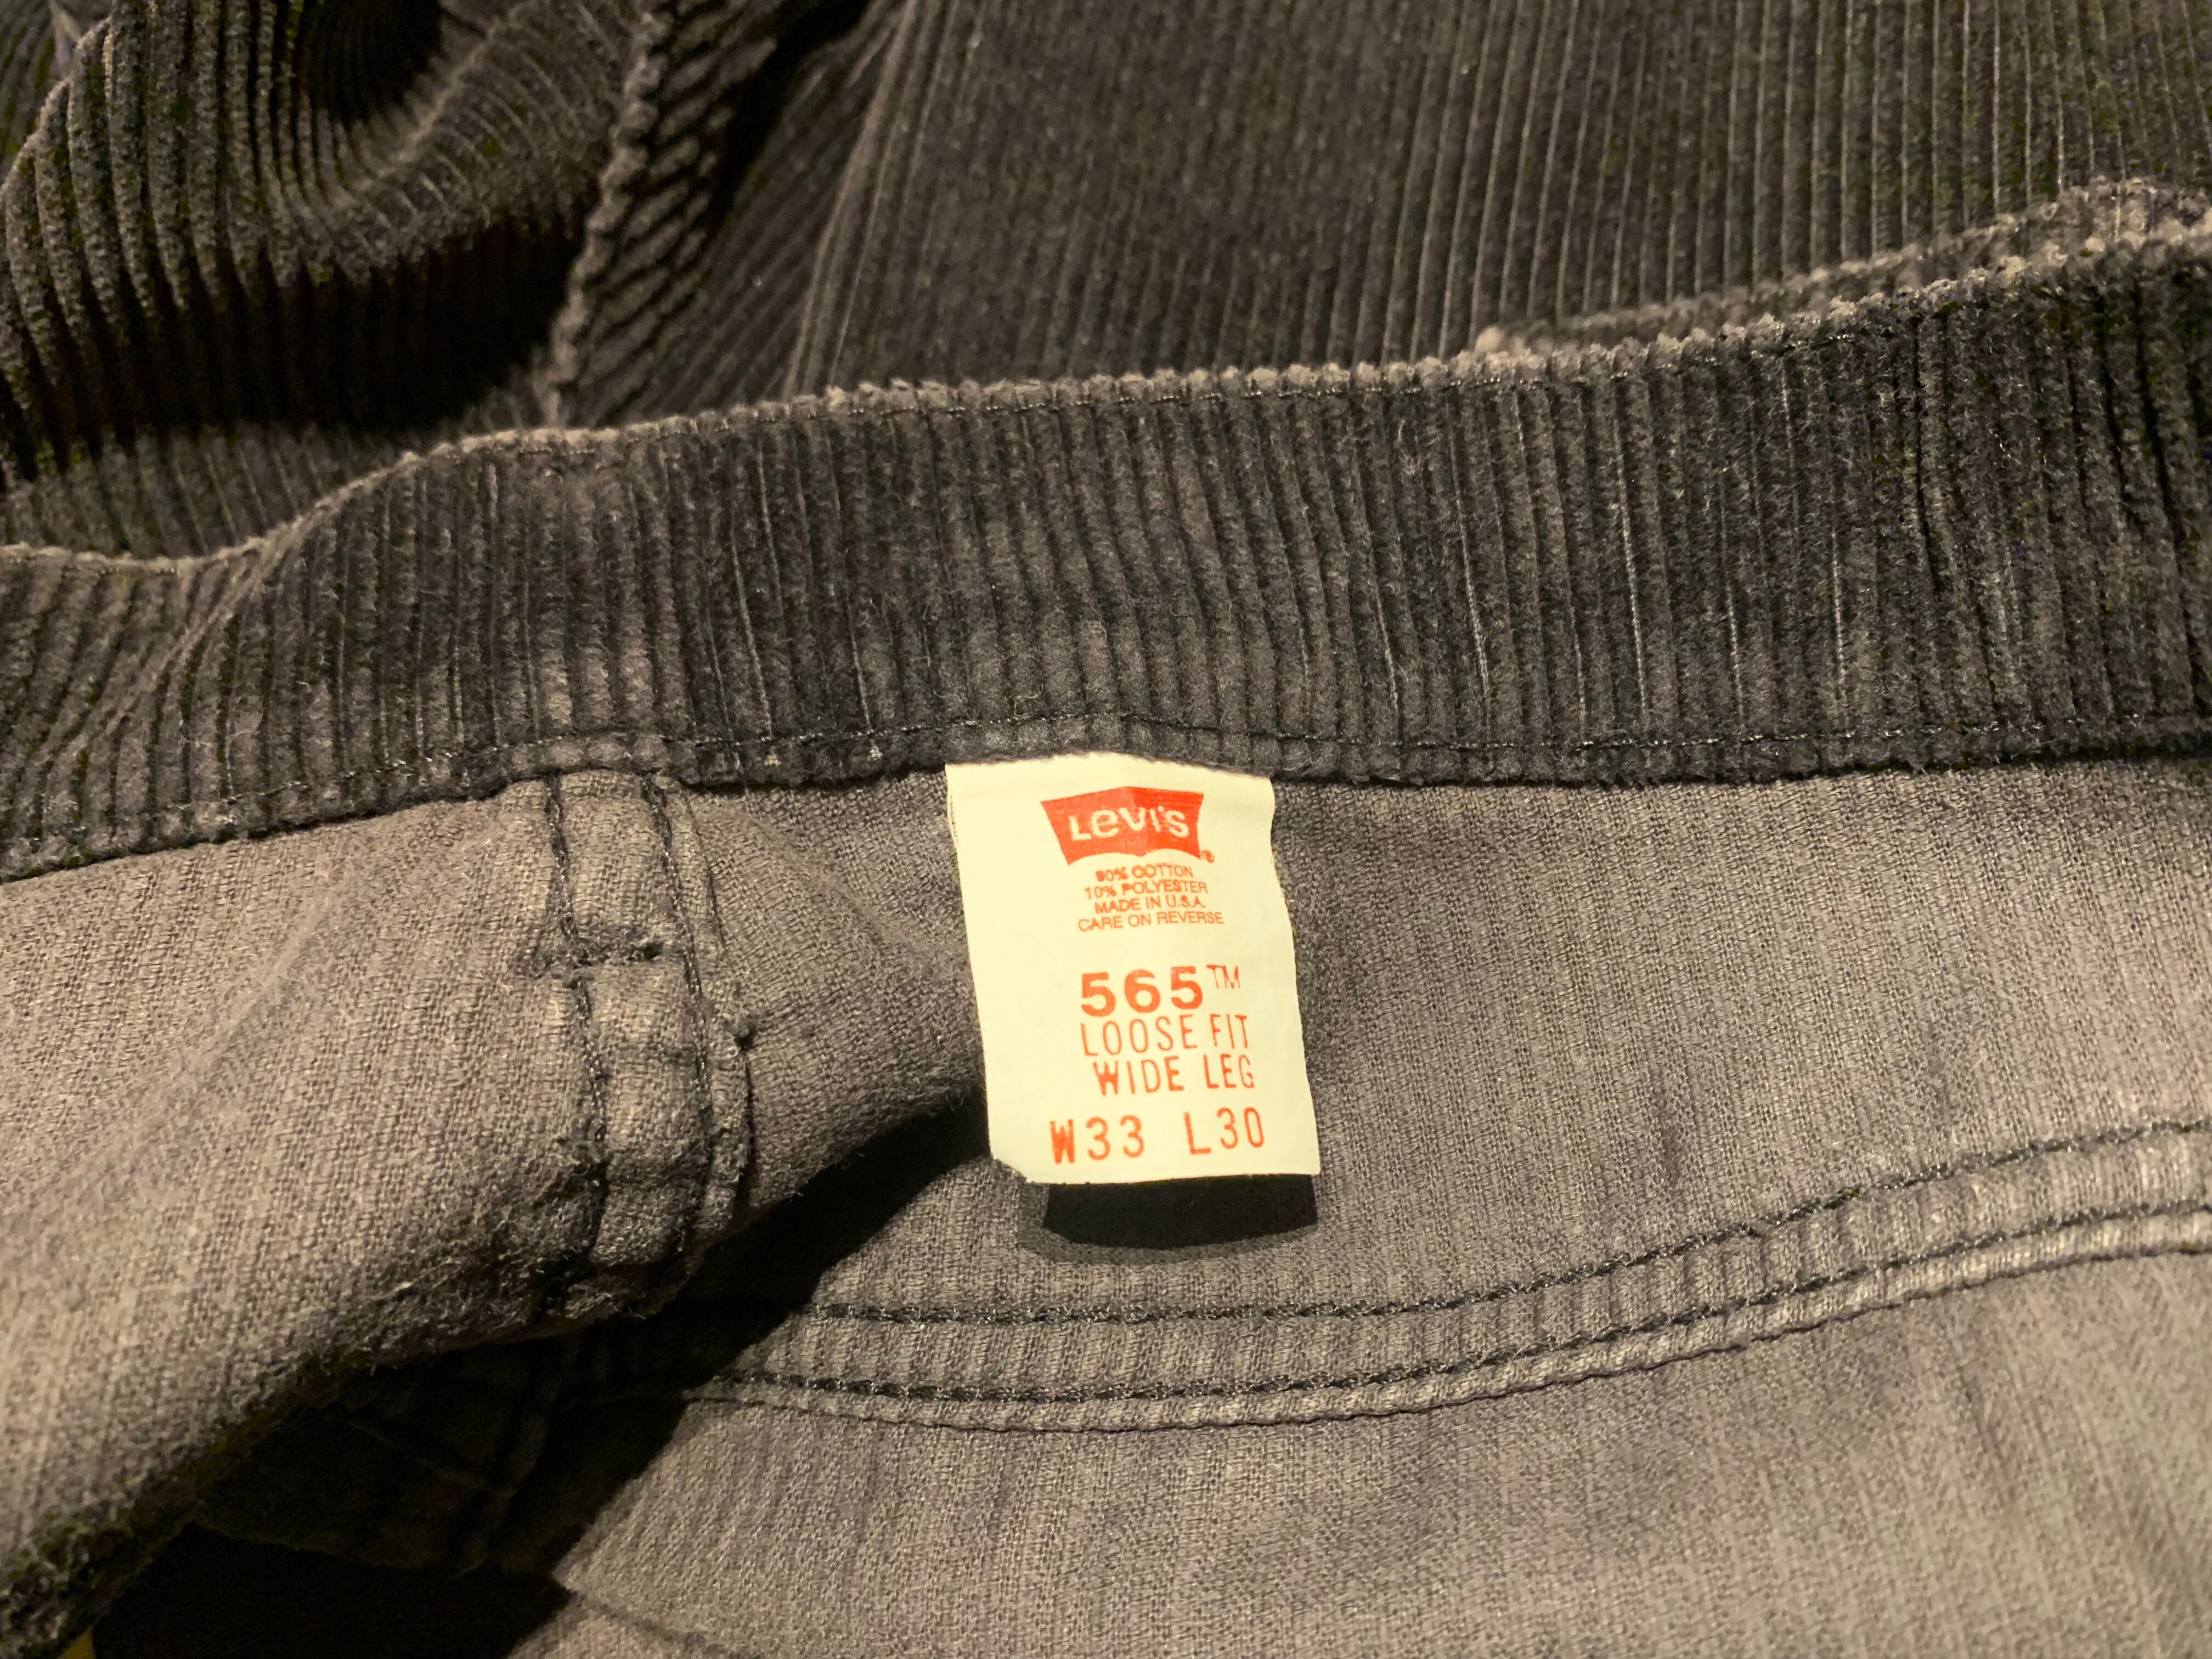 Levi's
90% COTTON
10% POLYESTER
MADE IN U.S.A.
CARE ON REVERSE
565™
LOOSE FIT
WIDE LEG
W33 L30